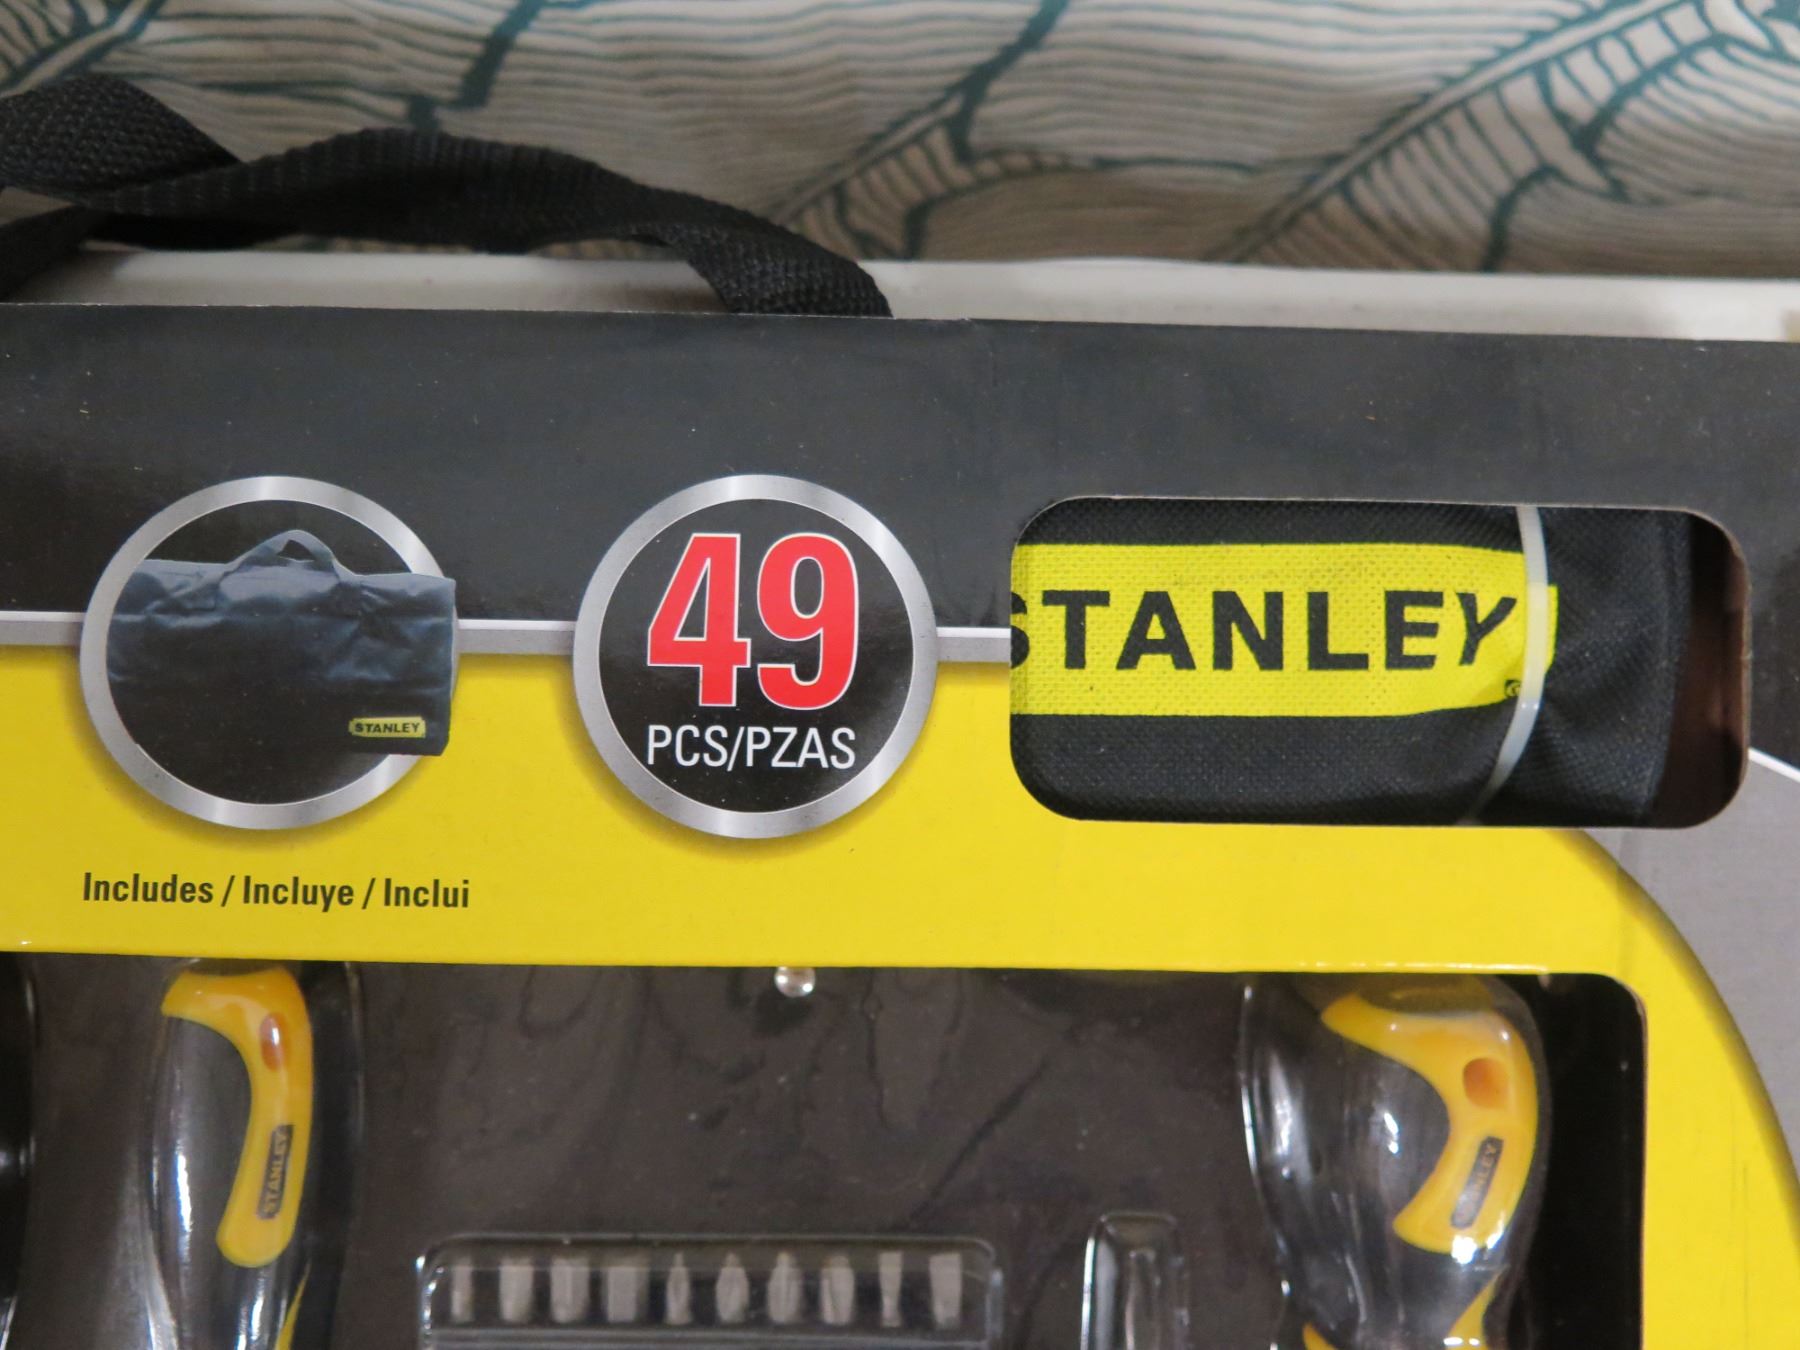 49
PCS/PZAS
STANLEY
STANLEY
Includes / Incluye / Inclui
STANLEY
STANLEY